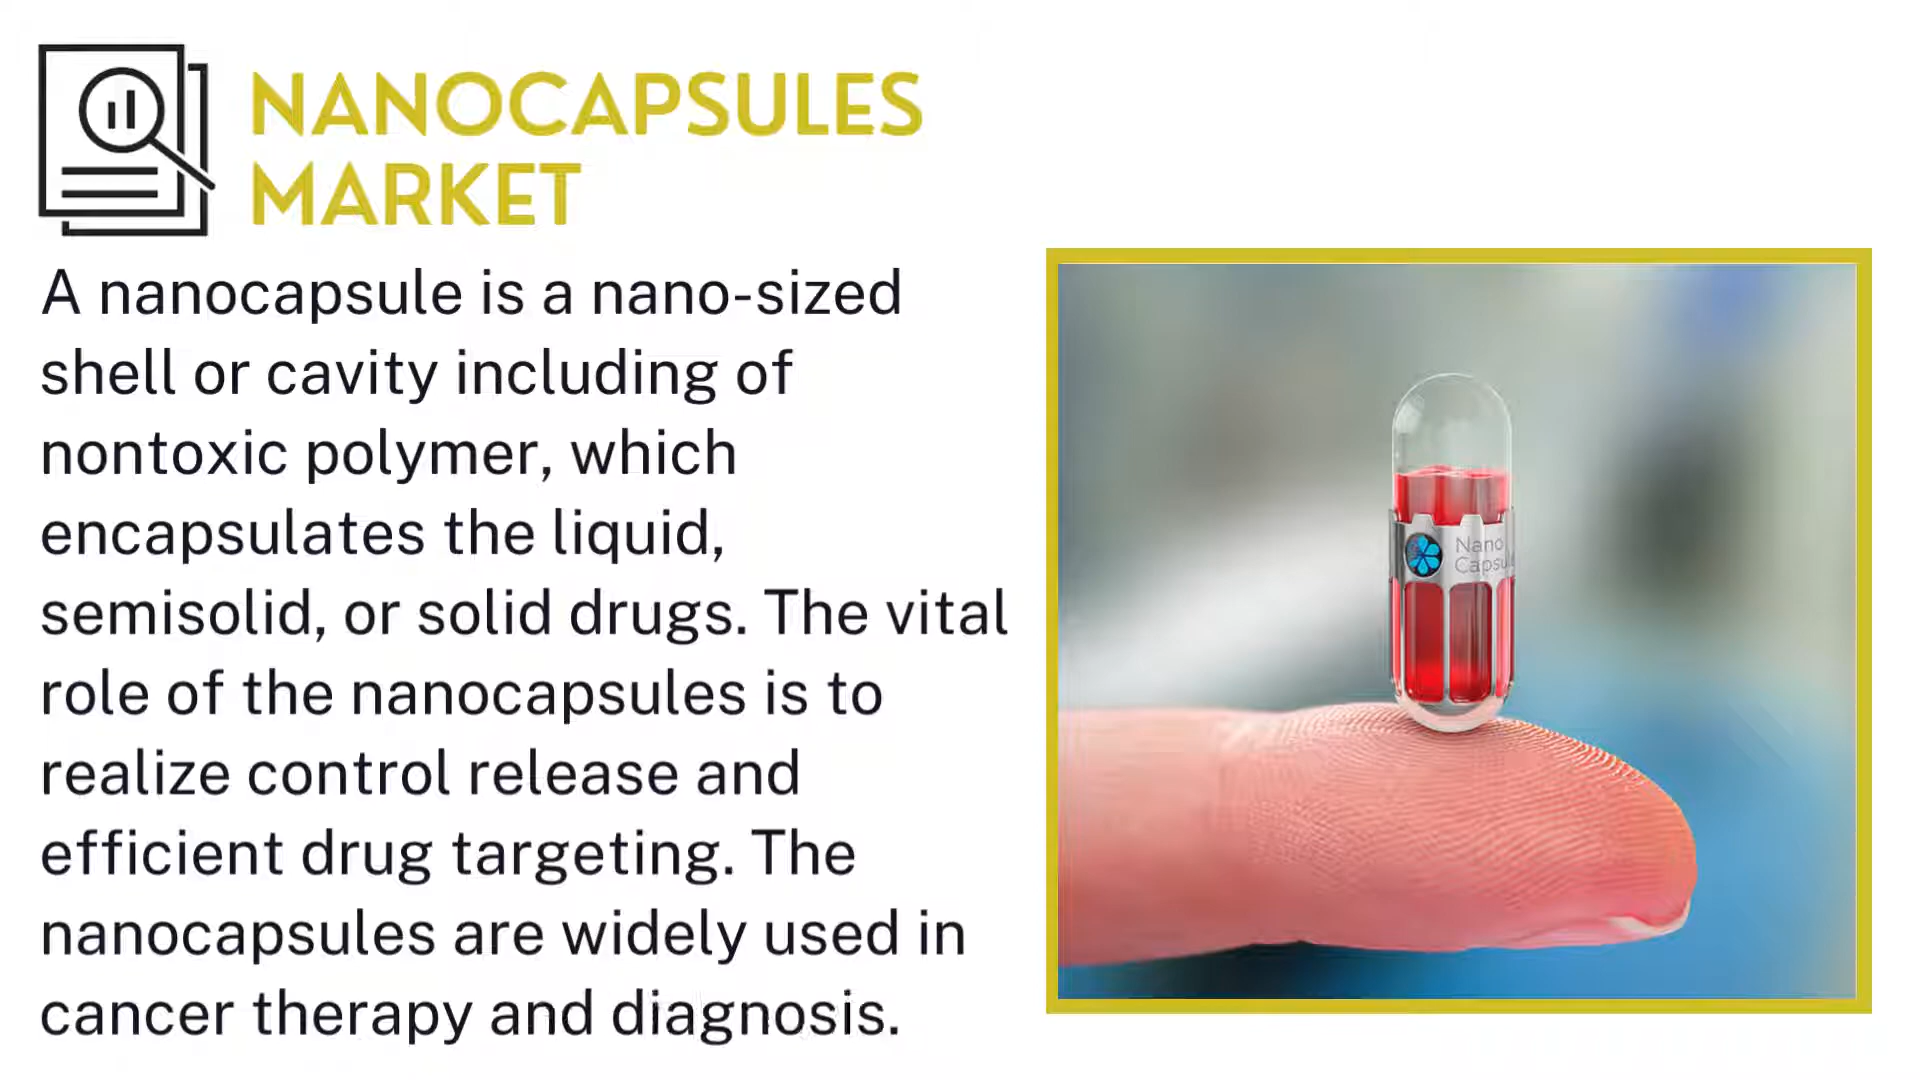 NANOCAPSULES
MARKET
A nanocapsule is a nano-sized
shell or cavity including of
nontoxic polymer, which
encapsulates the liquid,
semisolid, or solid drugs. The vital
role of the nanocapsules is to
realize control release and
efficient drug targeting. The
nanocapsules are widely used in
cancer therapy and diagnosis.
Nano
Capsul